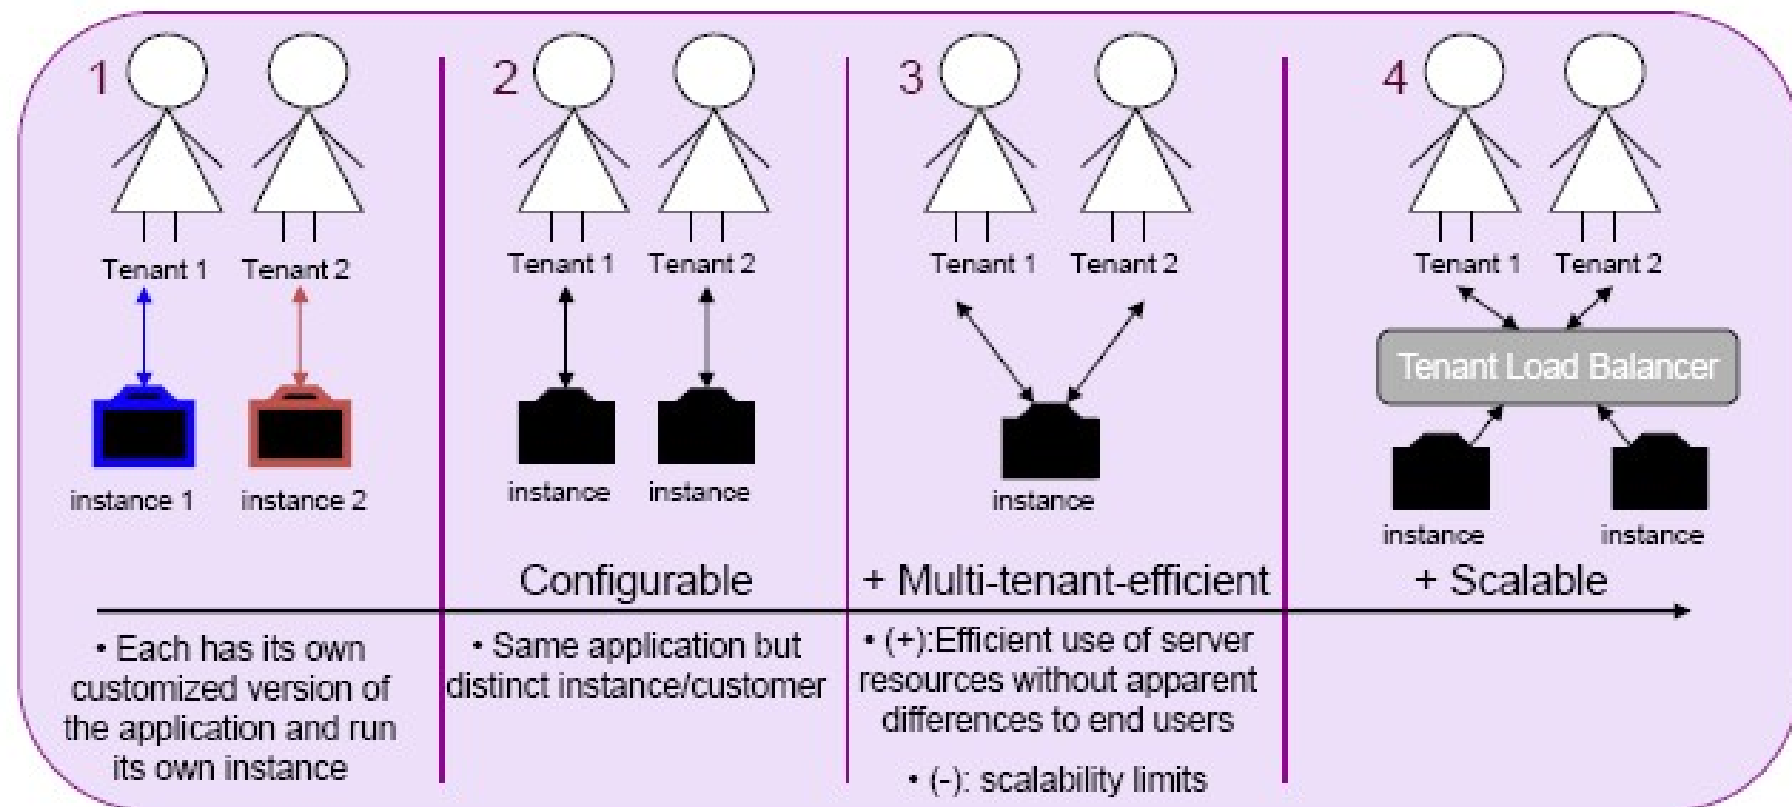 1
Tenant 1
Tenant 2
instance 1
instance 2
• Each has its own
customized version of
the application and run
its own instance
2
Tenant 1
Tenant 2
instance
instance
Configurable
• Same application but
distinct instance/customer
3
Tenant 1
Tenant 2
instance
+ Multi-tenant-efficient
• (+):Efficient use of server
resources without apparent
differences to end users
• (-): scalability limits
4
Tenant 1
Tenant 2
Tenant Load Balancer
instance
instance
+ Scalable